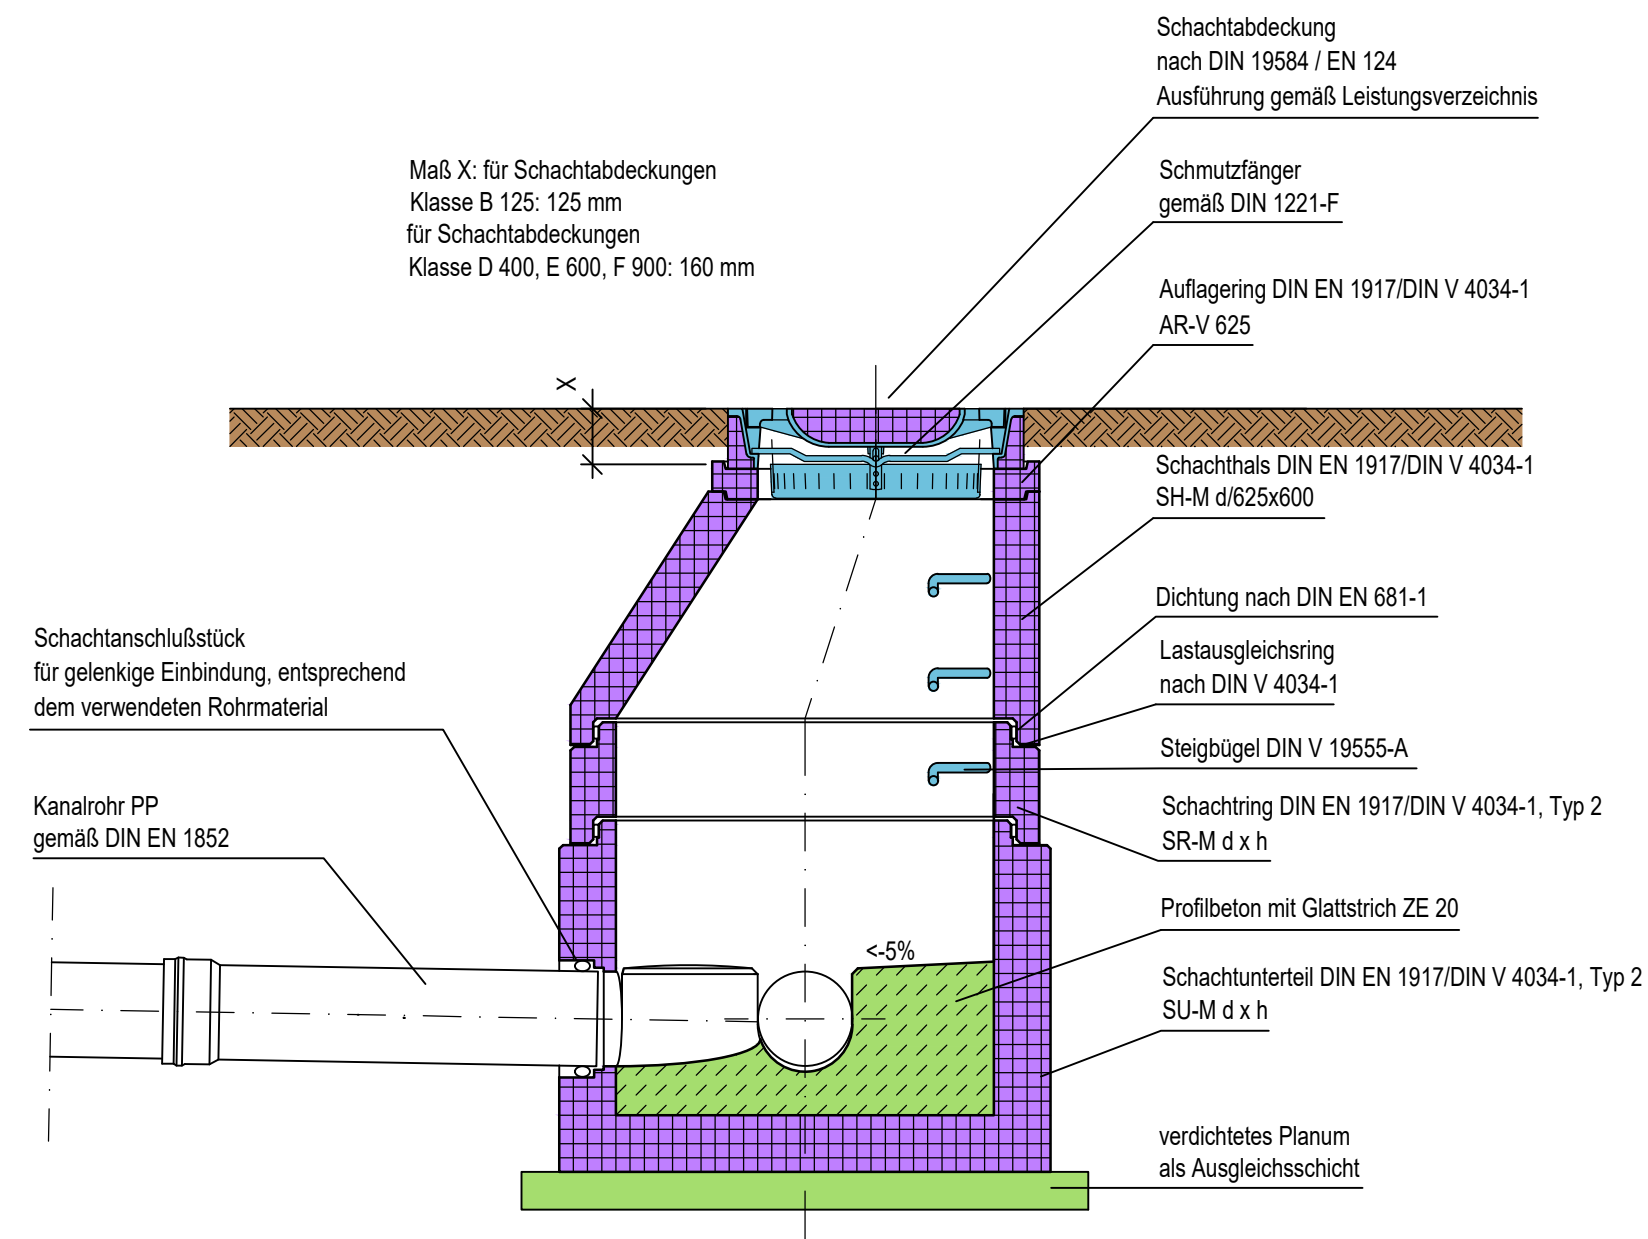 Schachtabdeckung
nach DIN 19584 / EN 124
Ausführung gemäß Leistungsverzeichnis
Maß X: für Schachtabdeckungen
Klasse B 125: 125 mm
für Schachtabdeckungen
Klasse D 400, E 600, F 900: 160 mm
Schmutzfänger
gemäß DIN 1221-F
Auflagering DIN EN 1917/DIN V 4034-1
AR-V 625
X
Schachthals DIN EN 1917/DIN V 4034-1
SH-M d/625x600
Dichtung nach DIN EN 681-1
Schachtanschlußstück
für gelenkige Einbindung, entsprechend
dem verwendeten Rohrmaterial
Lastausgleichsring
nach DIN V 4034-1
Steigbügel DIN V 19555-A
Kanalrohr PP
gemäß DIN EN 1852
Schachtring DIN EN 1917/DIN V 4034-1, Typ 2
SR-M d x h
Profilbeton mit Glattstrich ZE 20
<-5%
Schachtunterteil DIN EN 1917/DIN V 4034-1, Typ 2
SU-M d x h
verdichtetes Planum
als Ausgleichsschicht